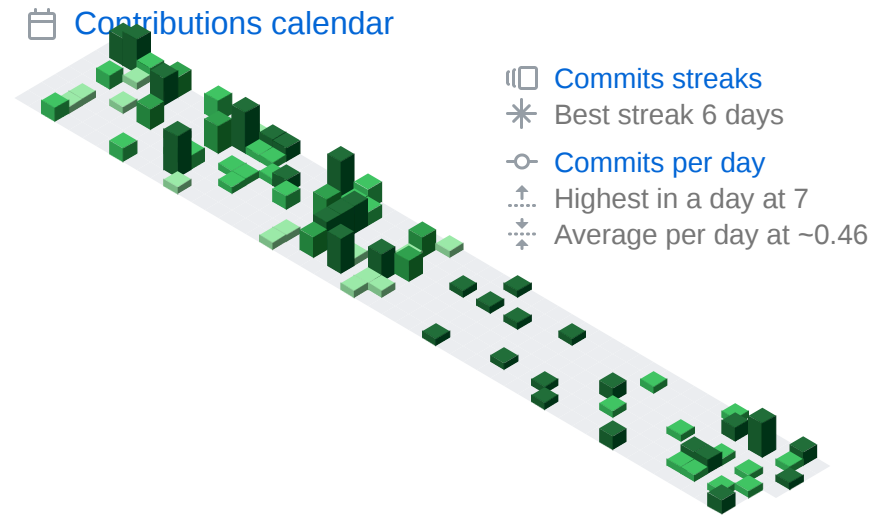 Contributions calendar
Commits streaks
Best streak 6 days
Commits per day
Highest in a day at 7
Average per day at ~0.46